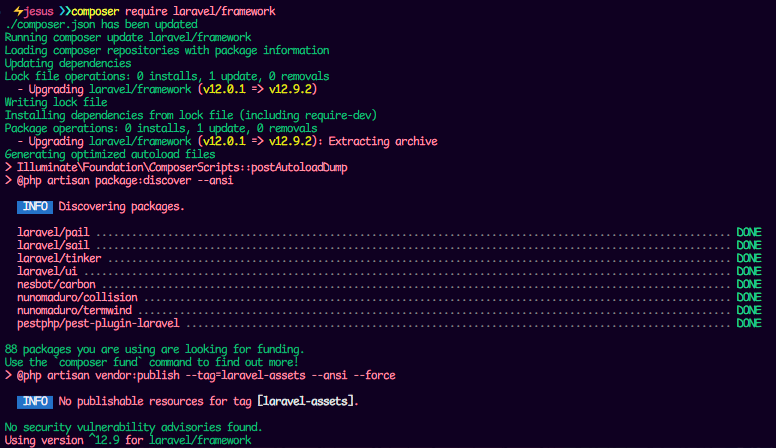 ⚡jesus ❯❯composer require laravel/framework
./composer.json has been updated
Running composer update laravel/framework
Loading composer repositories with package information
Updating dependencies
Lock file operations: 0 installs, 1 update, 0 removals
  - Upgrading laravel/framework (v12.0.1 => v12.9.2)
Writing lock file
Installing dependencies from lock file (including require-dev)
Package operations: 0 installs, 1 update, 0 removals
  - Upgrading laravel/framework (v12.0.1 => v12.9.2): Extracting archive
Generating optimized autoload files
> Illuminate\Foundation\ComposerScripts::postAutoloadDump
> @php artisan package:discover --ansi
INFO Discovering packages.
laravel/pail .......................................................................................................... DONE
laravel/sail .......................................................................................................... DONE
laravel/tinker ........................................................................................................ DONE
laravel/ui ............................................................................................................ DONE
nesbot/carbon ......................................................................................................... DONE
nunomaduro/collision .................................................................................................. DONE
nunomaduro/termwind ................................................................................................... DONE
pestphp/pest-plugin-laravel ........................................................................................... DONE
88 packages you are using are looking for funding.
Use the `composer fund` command to find out more!
> @php artisan vendor:publish --tag=laravel-assets --ansi --force
INFO No publishable resources for tag [laravel-assets].
No security vulnerability advisories found.
Using version ^12.9 for laravel/framework